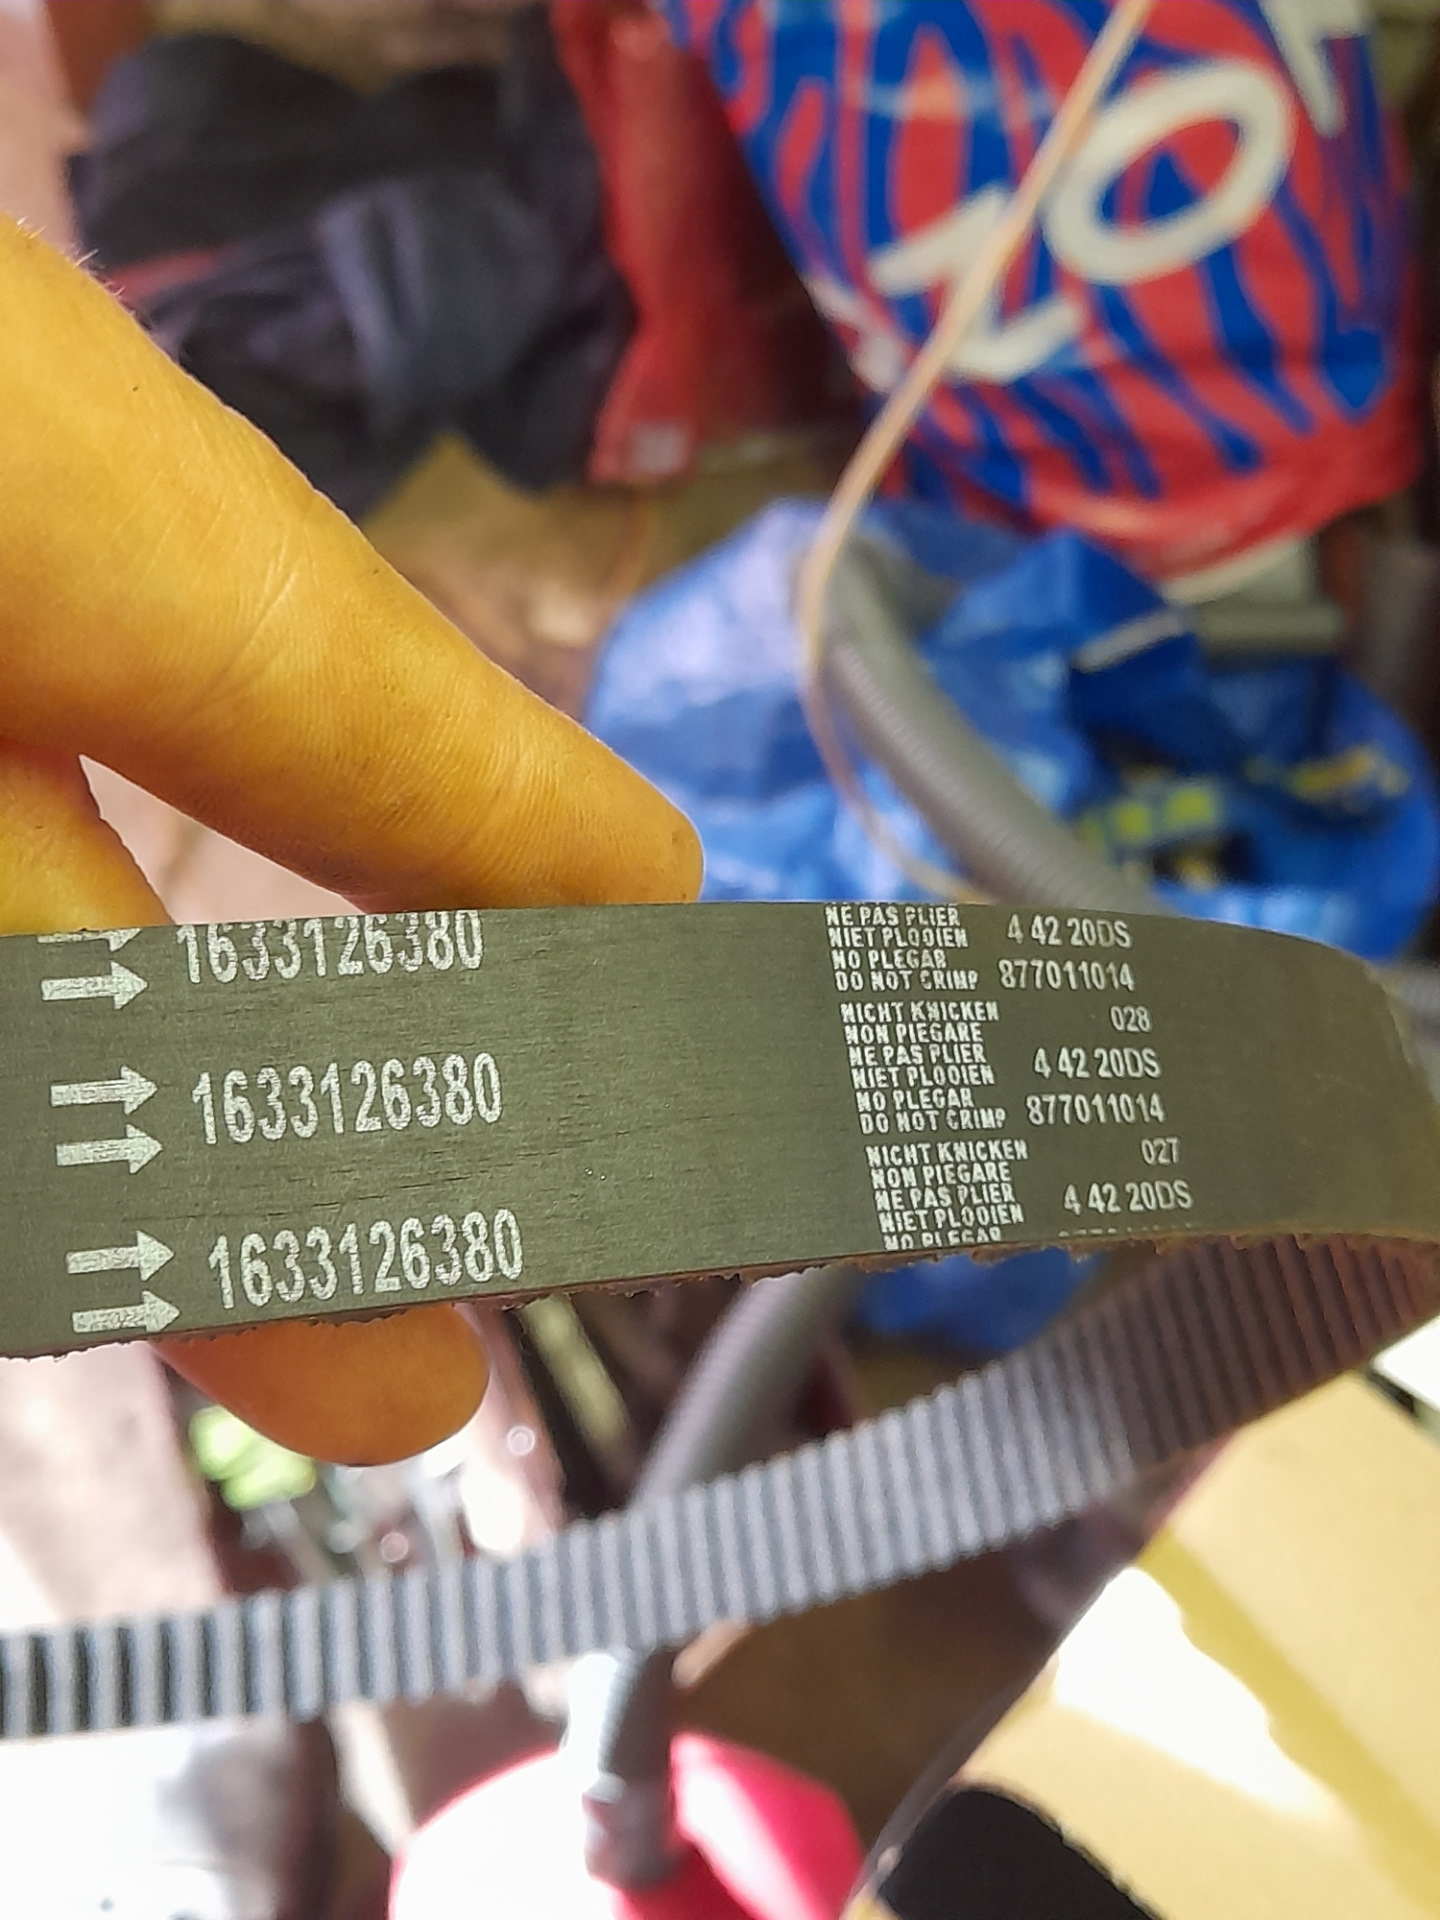 1633126380
1633126380
1633126380
NE PAS PLIER
NIET PLOOIEN
NO PLEGAR
DO NOT CRIMP
NICHT KNICKEN
NON PIEGARE
NE PAS PLIER
NIET PLOOIEN
NO PLEGAR
DO NOT CRIMP
NICHT KNICKEN
NON PIEGARE
NE PAS PLIER
NIET PLOOIEN
NO PLEGAR
4 42 20DS
877011014
028
4 42 20DS
877011014
027
4 42 20DS